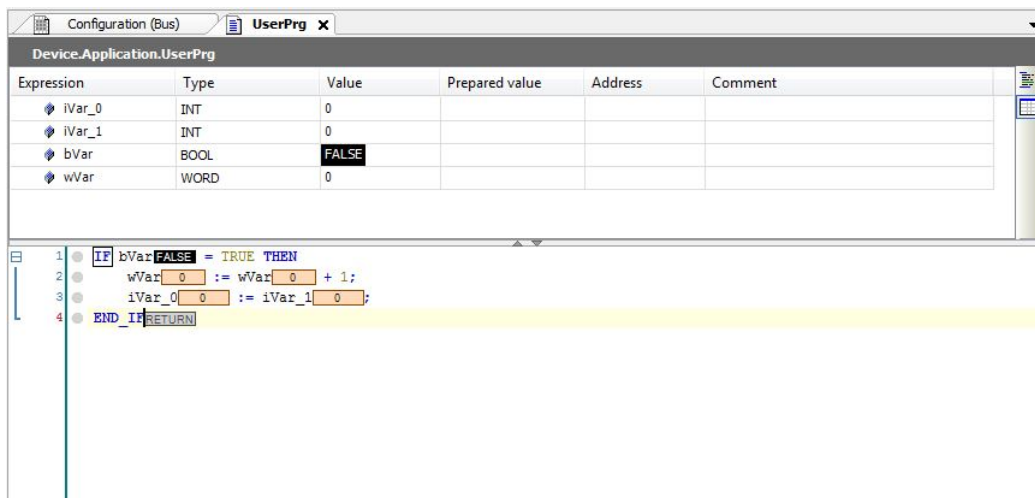 Configuration (Bus) UserPrg X
Device.Application.UserPrg
Expression Type Value Prepared value Address Comment
iVar_0 INT 0
iVar_1 INT 0
bVar BOOL FALSE
wVar WORD 0
1 IF bVar FALSE = TRUE THEN
2 wVar 0 := wVar 0 + 1;
3 iVar_0 0 := iVar_1 0 ;
4 END_IF RETURN